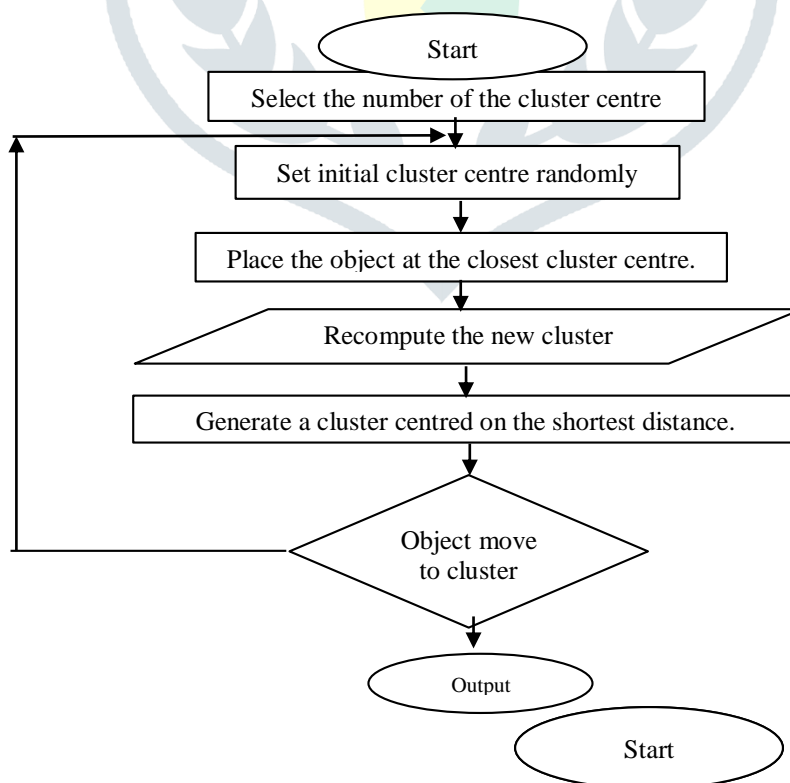 Start
Select the number of the cluster centre
Set initial cluster centre randomly
Place the object at the closest cluster centre.
Recompute the new cluster
Generate a cluster centred on the shortest distance.
Object move
to cluster
Output
Start